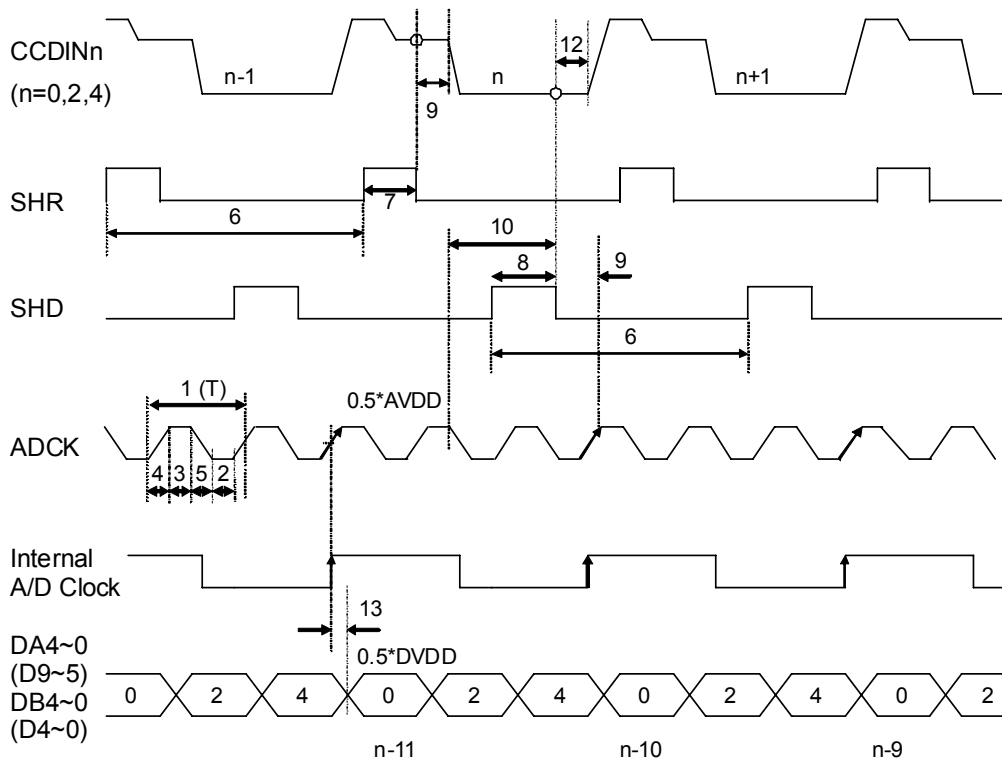 CCDINn
(n=0,2,4)
n-1
n
n+1
12
9
SHR
7
6
10
8
9
SHD
6
1 (T)
0.5*AVDD
ADCK
4 3 5 2
Internal
A/D Clock
13
0.5*DVDD
DA4~0
(D9~5)
DB4~0
(D4~0)
0 2 4 0 2 4 0 2 4 0 2
n-11 n-10 n-9